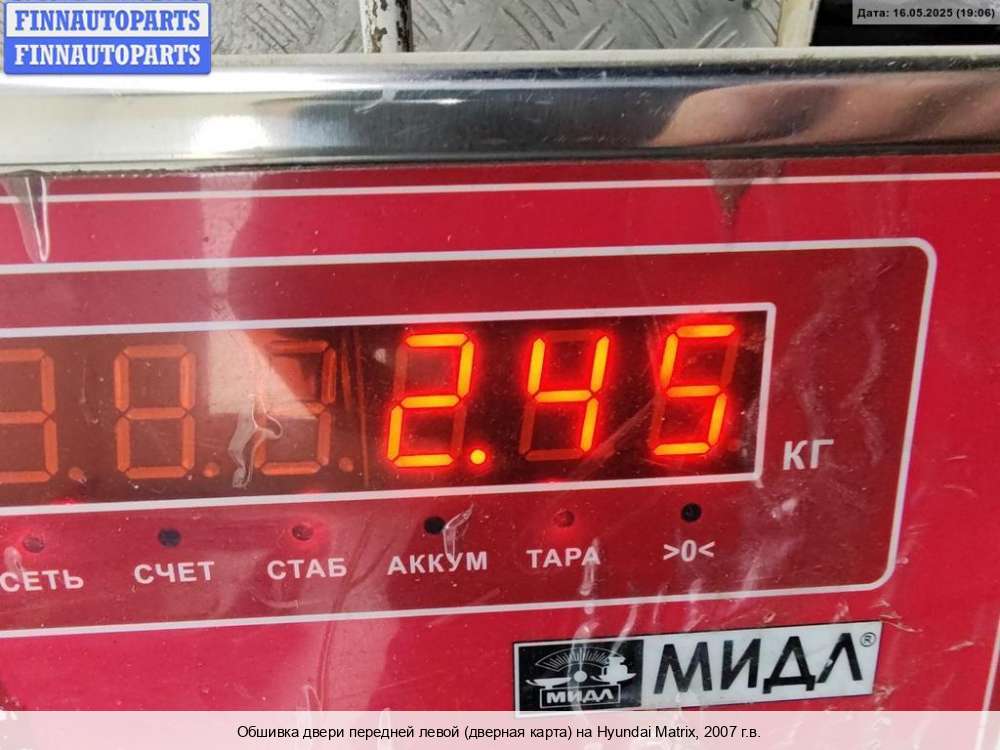 FINNAUTOPARTS
FINNAUTOPARTS
Дата: 16.05.2025 (19:06)
2.45
КГ
СЕТЬ СЧЕТ СТАБ АККУМ ТАРА >0<
МИДЛ МИДЛ®
Обшивка двери передней левой (дверная карта) на Hyundai Matrix, 2007 г.в.